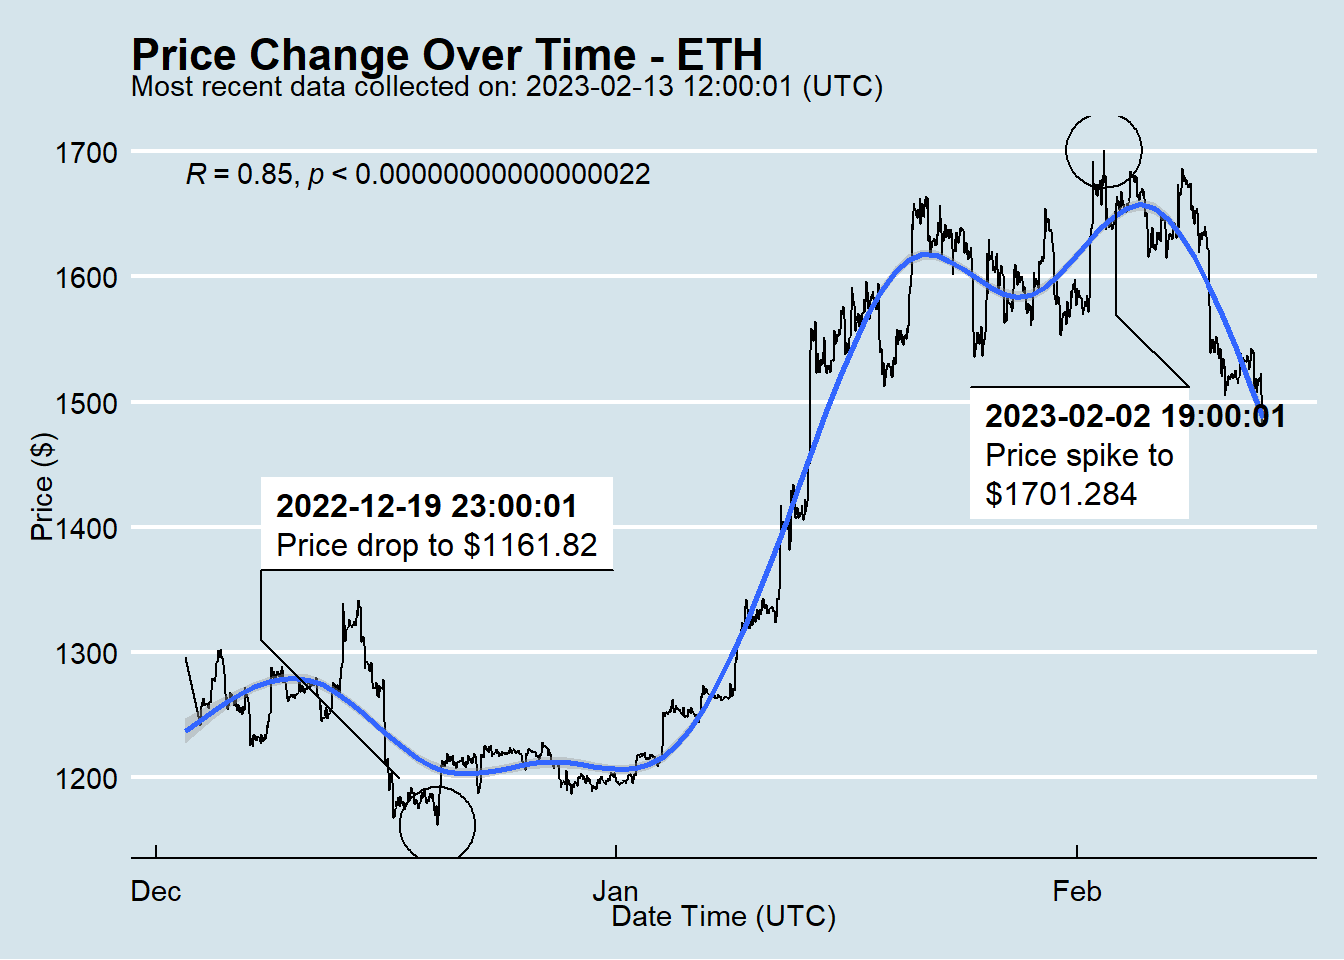 Price Change Over Time - ETH
Most recent data collected on: 2023-02-13 12:00:01 (UTC)
R = 0.85, p < 0.00000000000000022
1700
1600
1500
1400
1300
1200
Price ($)
2022-12-19 23:00:01
Price drop to $1161.82
2023-02-02 19:00:01
Price spike to
$1701.284
Dec
Jan
Feb
Date Time (UTC)